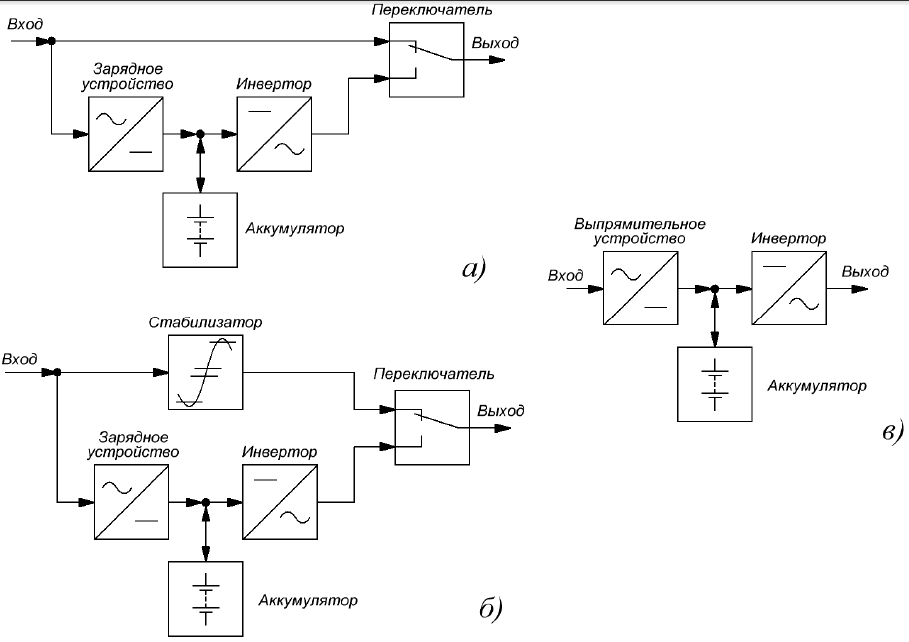 Переключатель
Вход
Выход
Зарядное
устройство
Инвертор
Аккумулятор
а)
Стабилизатор
Вход
Переключатель
Выход
Зарядное
устройство
Инвертор
Аккумулятор
б)
Выпрямительное
устройство
Инвертор
Вход
Выход
Аккумулятор
в)